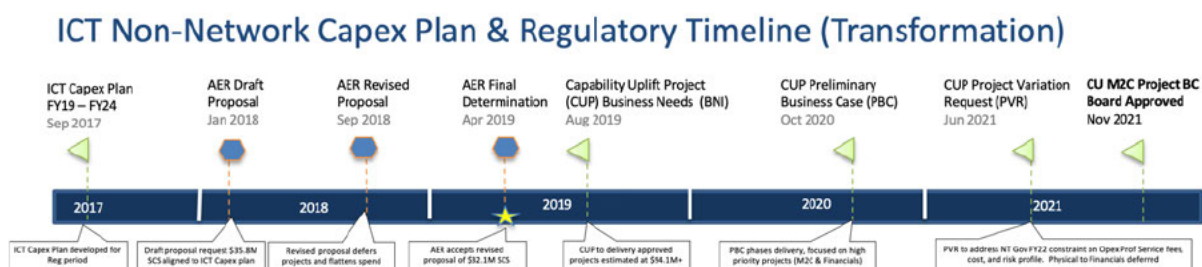 ICT Non-Network Capex Plan & Regulatory Timeline (Transformation)
ICT Capex Plan
FY19 – FY24
Sep 2017
AER Draft
Proposal
Jan 2018
AER Revised
Proposal
Sep 2018
AER Final
Determination
Apr 2019
Capability Uplift Project
(CUP) Business Needs (BNI)
Aug 2019
CUP Preliminary
Business Case (PBC)
Oct 2020
CUP Project Variation
Request (PVR)
Jun 2021
CU M2C Project BC
Board Approved
Nov 2021
2017
2018
2019
2020
2021
ICT Capex Plan developed for
Reg period
Draft proposal request $35.8M
SCS aligned to ICT Capex plan
Revised proposal defers
projects and flattens spend
AER accepts revised
proposal of $32.1M SCS
CUP to delivery approved
projects estimated at $54.1M+
PBC phases delivery, focused on high
priority projects (M2C & Financials)
PVR to address NT Gov FY22 constraint on Opex Prof Service fees,
cost, and risk profile. Physical to Financials deferred